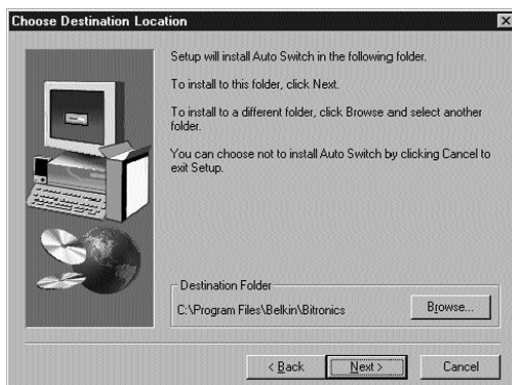 Choose Destination Location
Setup will install Auto Switch in the following folder.
To install to this folder, click Next.
To install to a different folder, click Browse and select another
folder.
You can choose not to install Auto Switch by clicking Cancel to
exit Setup.
Destination Folder
C:\Program Files\Belkin\Bitronics
Browse...
< Back
Next >
Cancel